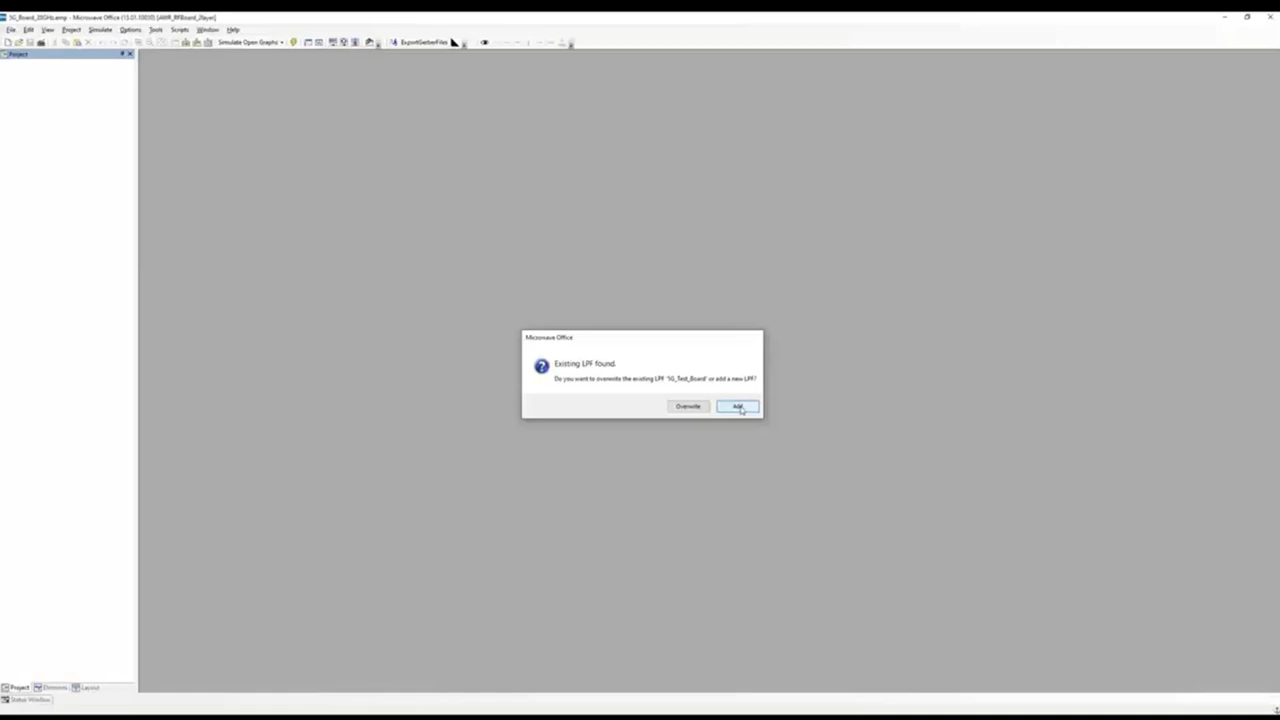 5G_Board_20GHz.emp - Microwave Office (15.01.10030) [AWR_RFBoard_2layer]
File Edit View Project Simulate Options Tools Scripts Window Help
Simulate Open Graphs
ExportGerberFiles
Project
Microwave Office
Existing LPF found.
Do you want to overwrite the existing LPF '5G_Test_Board' or add a new LPF?
Overwrite Add
Project Elements Layout
Status Window